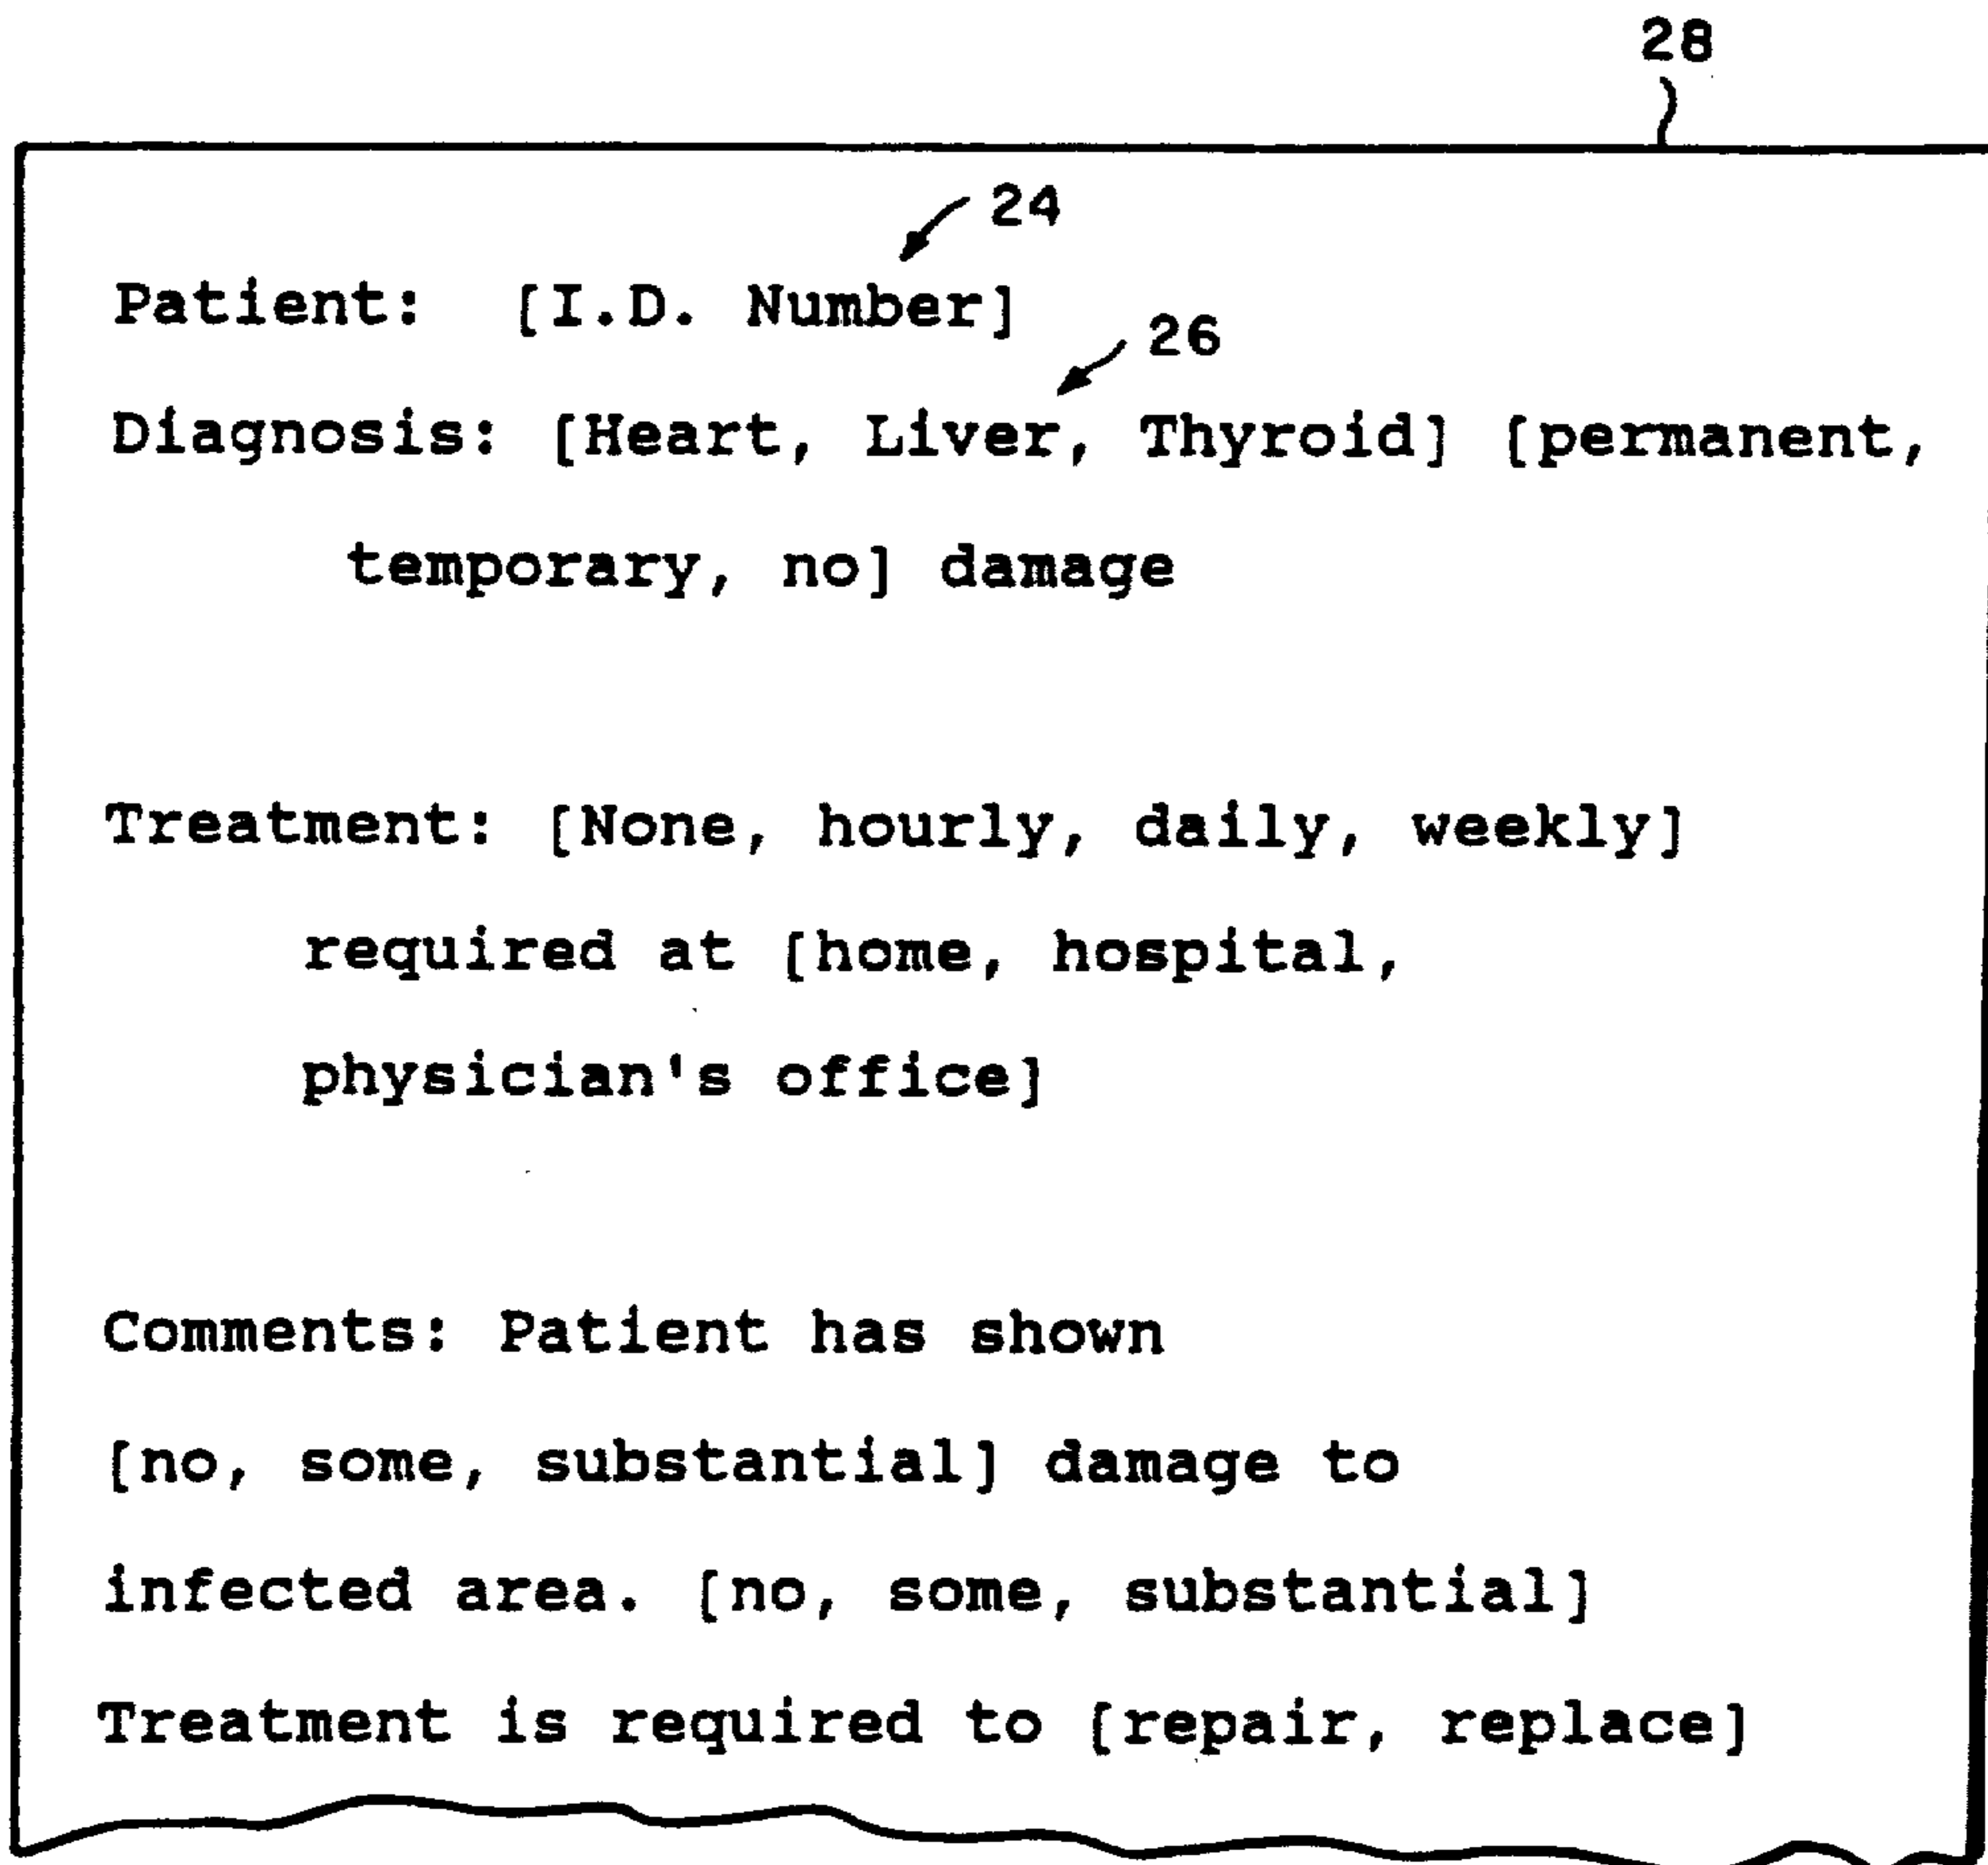 28
24
Patient: [I.D. Number]
26
Diagnosis: [Heart, Liver, Thyroid] [permanent,
temporary, no] damage
Treatment: [None, hourly, daily, weekly]
required at [home, hospital,
physician's office]
Comments: Patient has shown
[no, some, substantial] damage to
infected area. [no, some, substantial]
Treatment is required to [repair, replace]